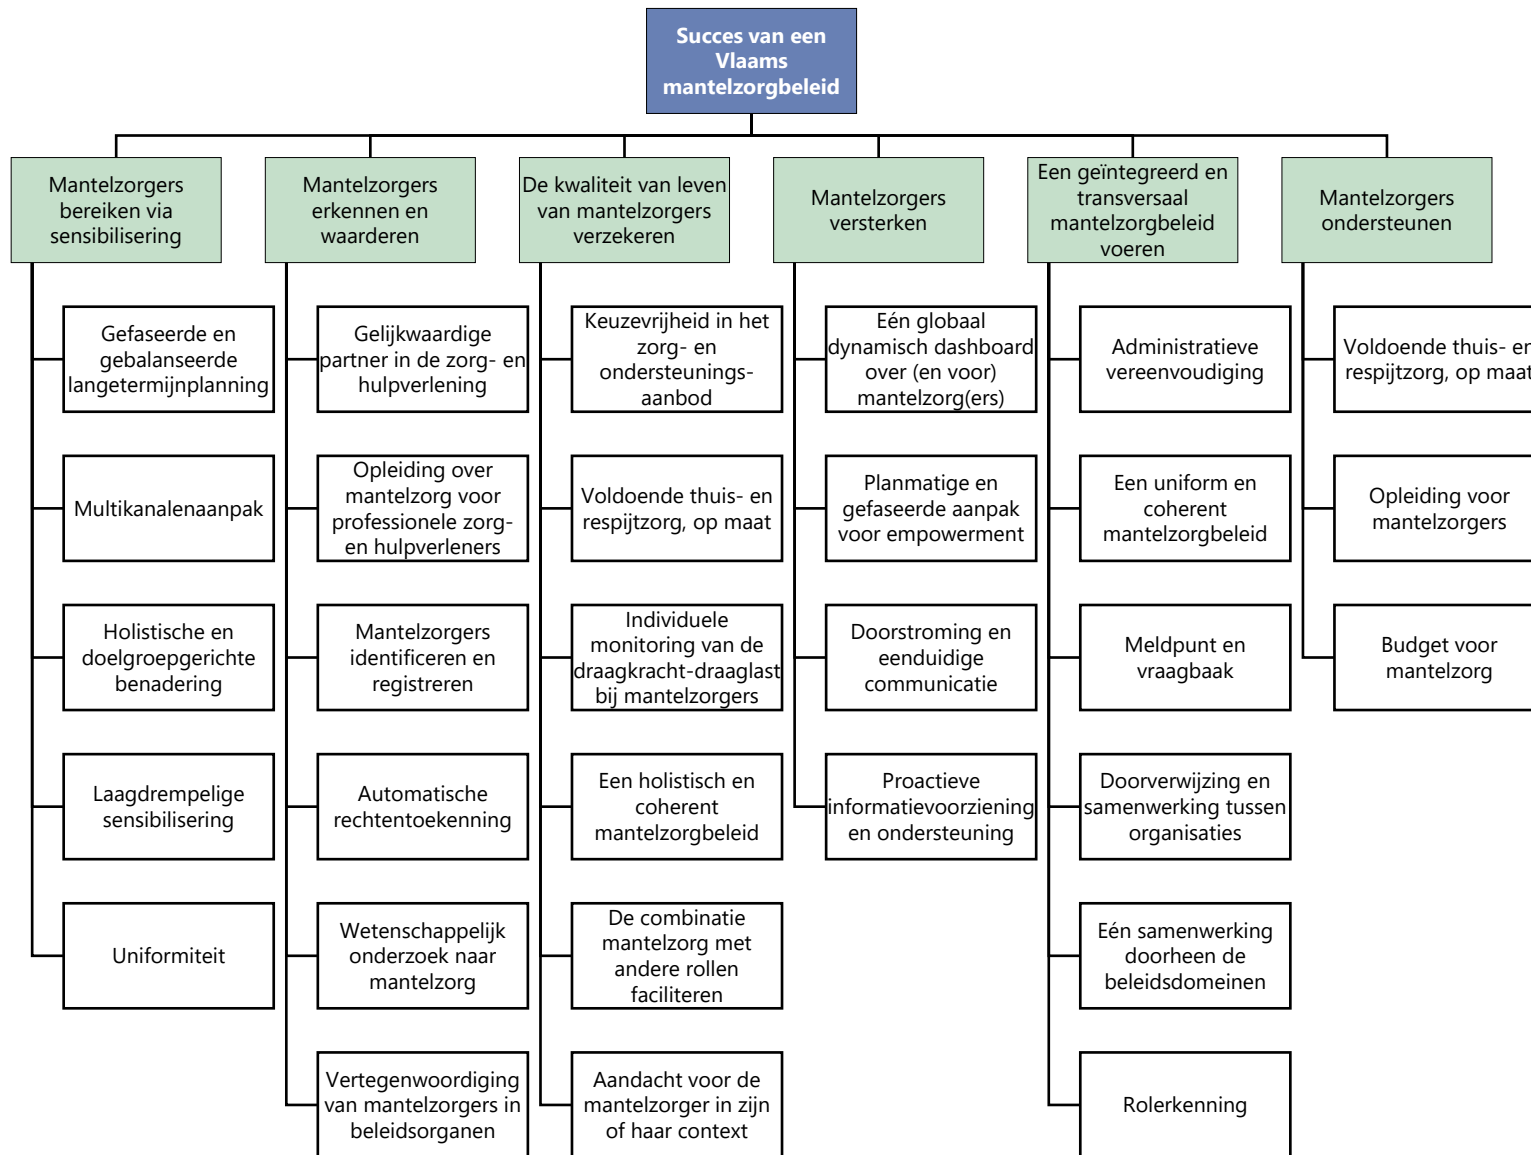 Succes van een
Vlaams
mantelzorgbeleid
Mantelzorgers
bereiken via
sensibilisering
Mantelzorgers
erkennen en
waarderen
De kwaliteit van leven
van mantelzorgers
verzekeren
Mantelzorgers
versterken
Een geïntegreerd en
transversaal
mantelzorgbeleid
voeren
Mantelzorgers
ondersteunen
Gefaseerde en
gebalanseerde
langetermijnplanning
Multikanalenaanpak
Holistische en
doelgroepgerichte
benadering
Laagdrempelige
sensibilisering
Uniformiteit
Gelijkwaardige
partner in de zorg- en
hulpverlening
Opleiding over
mantelzorg voor
professionele zorg-
en hulpverleners
Mantelzorgers
identificeren en
registreren
Automatische
rechtentoekenning
Wetenschappelijk
onderzoek naar
mantelzorg
Vertegenwoordiging
van mantelzorgers in
beleidsorganen
Keuzevrijheid in het
zorg- en
ondersteunings-
aanbod
Voldoende thuis- en
respijtzorg, op maat
Individuele
monitoring van de
draagkracht-draaglast
bij mantelzorgers
Een holistisch en
coherent
mantelzorgbeleid
De combinatie
mantelzorg met
andere rollen
faciliteren
Aandacht voor de
mantelzorger in zijn
of haar context
Eén globaal
dynamisch dashboard
over (en voor)
mantelzorg(ers)
Planmatige en
gefaseerde aanpak
voor empowerment
Doorstroming en
eenduidige
communicatie
Proactieve
informatievoorziening
en ondersteuning
Administratieve
vereenvoudiging
Een uniform en
coherent
mantelzorgbeleid
Meldpunt en
vraagbaak
Doorverwijzing en
samenwerking tussen
organisaties
Eén samenwerking
doorheen de
beleidsdomeinen
Rolerkenning
Voldoende thuis- en
respijtzorg, op maat
Opleiding voor
mantelzorgers
Budget voor
mantelzorg